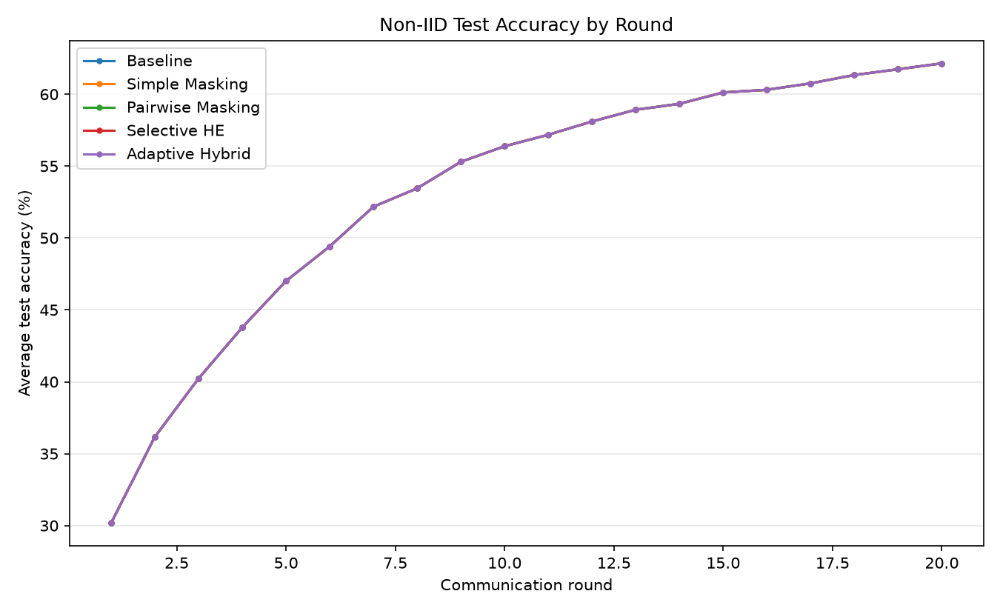 Non-IID Test Accuracy by Round
Baseline
Simple Masking
Pairwise Masking
Selective HE
Adaptive Hybrid
Average test accuracy (%)
60
55
50
45
40
35
30
2.5 5.0 7.5 10.0 12.5 15.0 17.5 20.0
Communication round